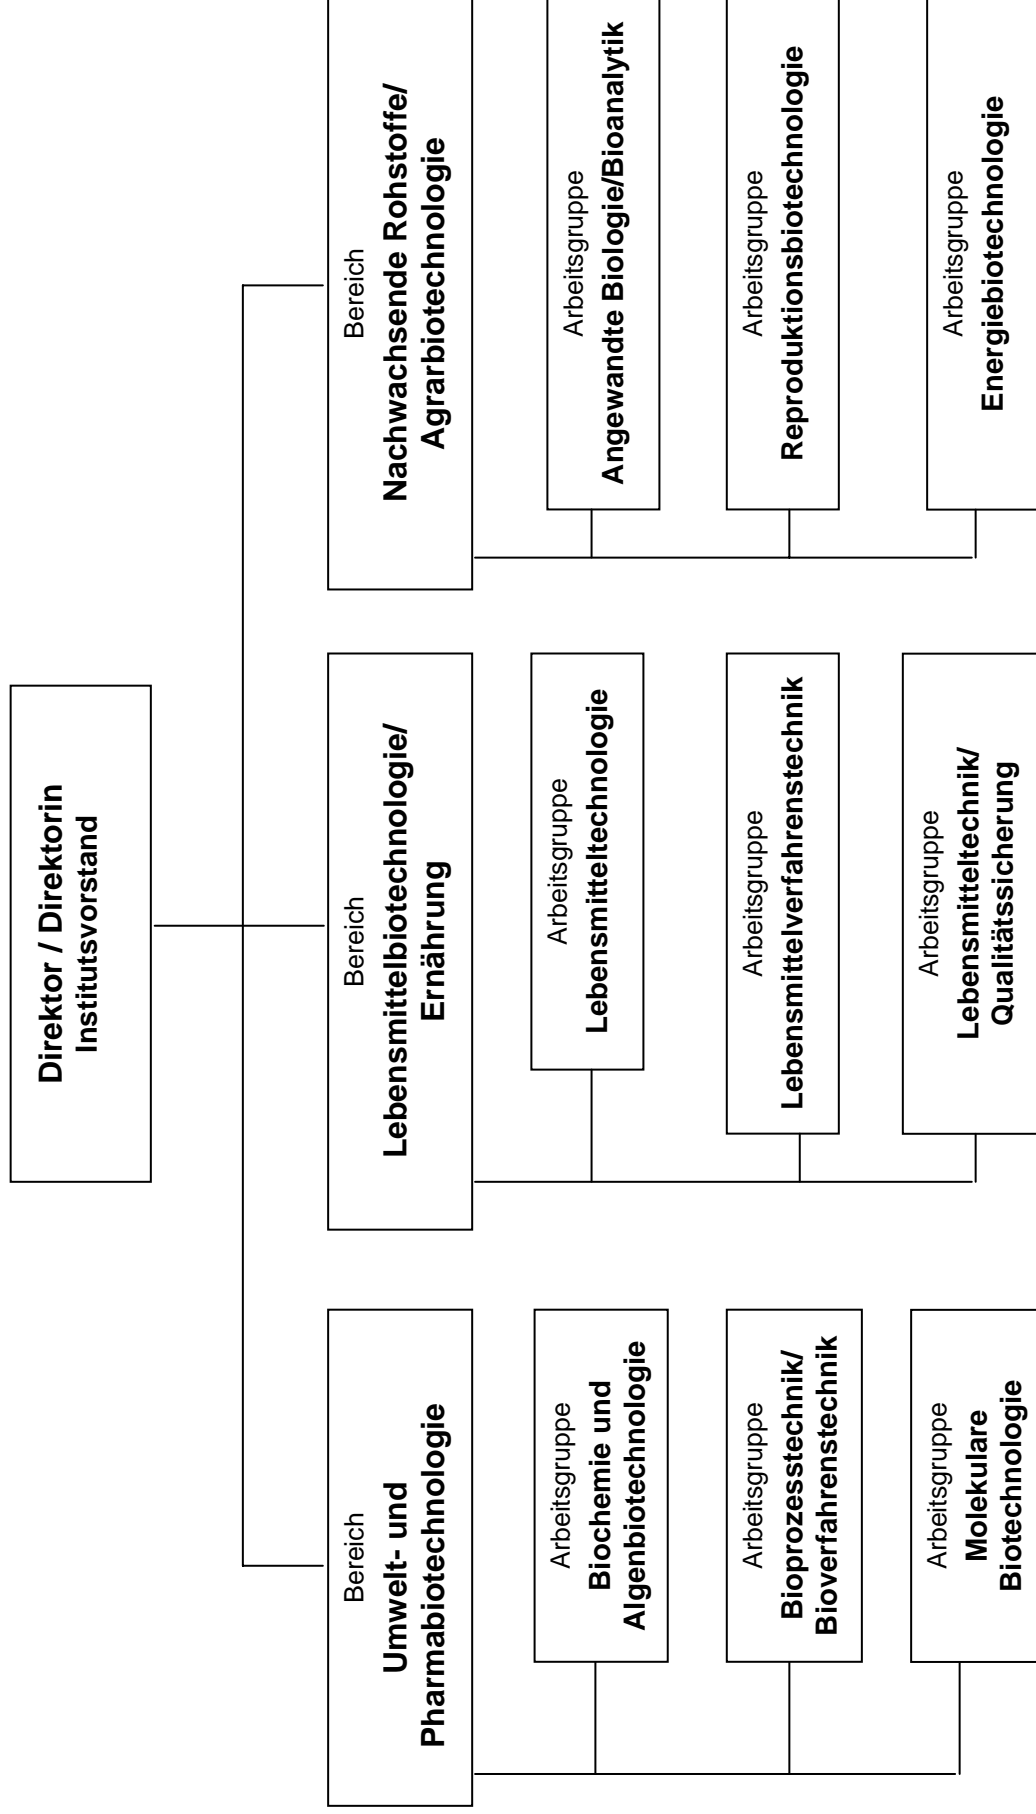 Direktor / Direktorin
Institutsvorstand
Bereich
Umwelt- und
Pharmabiotechnologie
Arbeitsgruppe
Biochemie und
Algenbiotechnologie
Arbeitsgruppe
Bioprozesstechnik/
Bioverfahrenstechnik
Arbeitsgruppe
Molekulare
Biotechnologie
Bereich
Lebensmittelbiotechnologie/
Ernährung
Arbeitsgruppe
Lebensmitteltechnologie
Arbeitsgruppe
Lebensmittelverfahrenstechnik
Arbeitsgruppe
Lebensmitteltechnik/
Qualitätssicherung
Bereich
Nachwachsende Rohstoffe/
Agrarbiotechnologie
Arbeitsgruppe
Angewandte Biologie/Bioanalytik
Arbeitsgruppe
Reproduktionsbiotechnologie
Arbeitsgruppe
Energiebiotechnologie